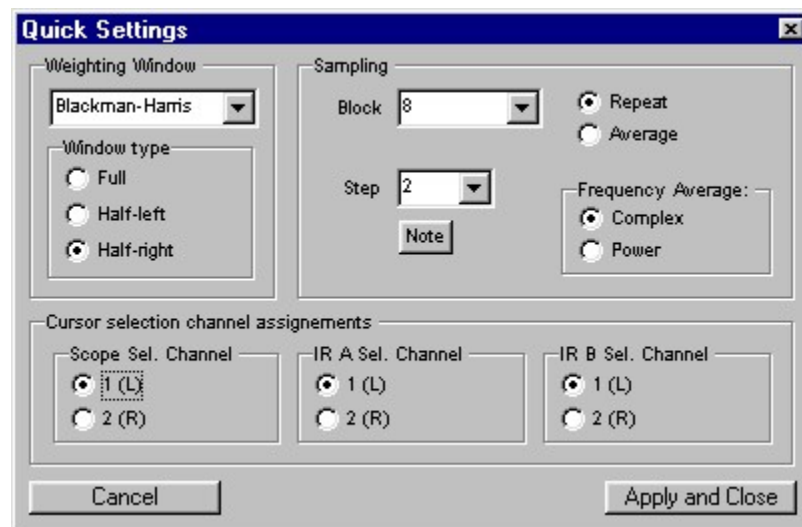 Quick Settings
Weighting Window
Blackman-Harris
Window type
Full
Half-left
Half-right
Sampling
Block 8
Repeat
Average
Step 2
Note
Frequency Average:
Complex
Power
Cursor selection channel assignements
Scope Sel. Channel
1 (L)
2 (R)
IR A Sel. Channel
1 (L)
2 (R)
IR B Sel. Channel
1 (L)
2 (R)
Cancel
Apply and Close